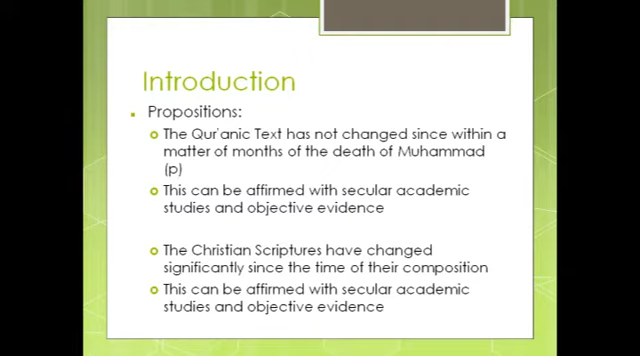 Introduction
Propositions:
The Qur'anic Text has not changed since within a
matter of months of the death of Muhammad
(p)
This can be affirmed with secular academic
studies and objective evidence
The Christian Scriptures have changed
significantly since the time of their composition
This can be affirmed with secular academic
studies and objective evidence